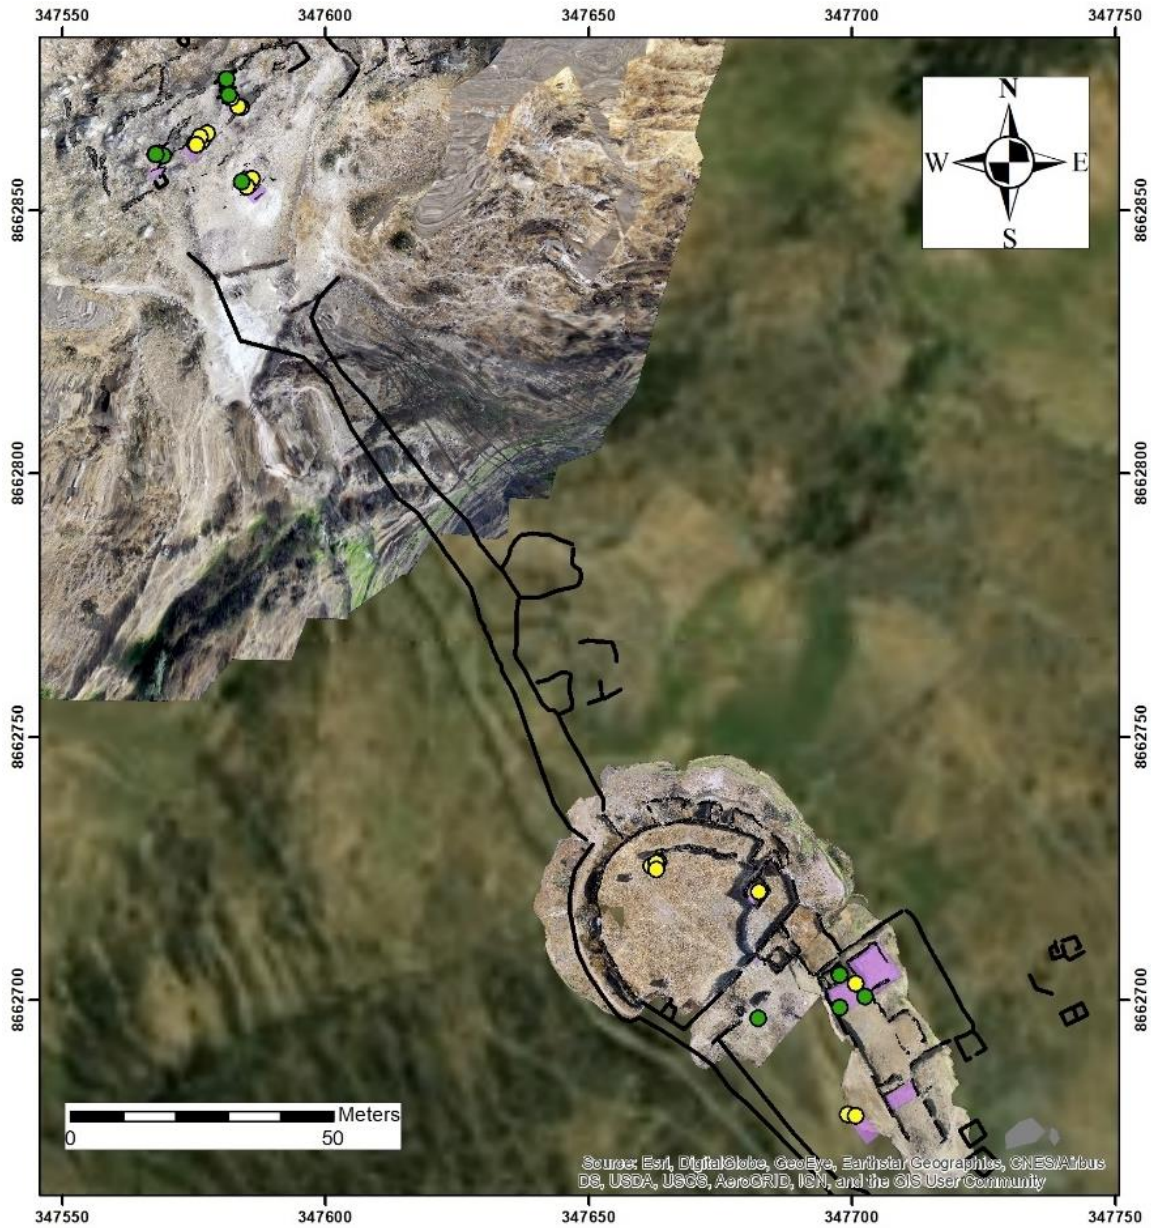 347550 347600 347650 347700 347750
N
W E
S
8662850 8662850
8662800 8662800
8662750 8662750
8662700 8662700
Meters
0 50
Source: Esri, DigitalGlobe, GeoEye, Earthstar Geographics, CNES/Airbus
DS, USDA, USGS, AeroGRID, IGN, and the GIS User Community
347550 347600 347650 347700 347750